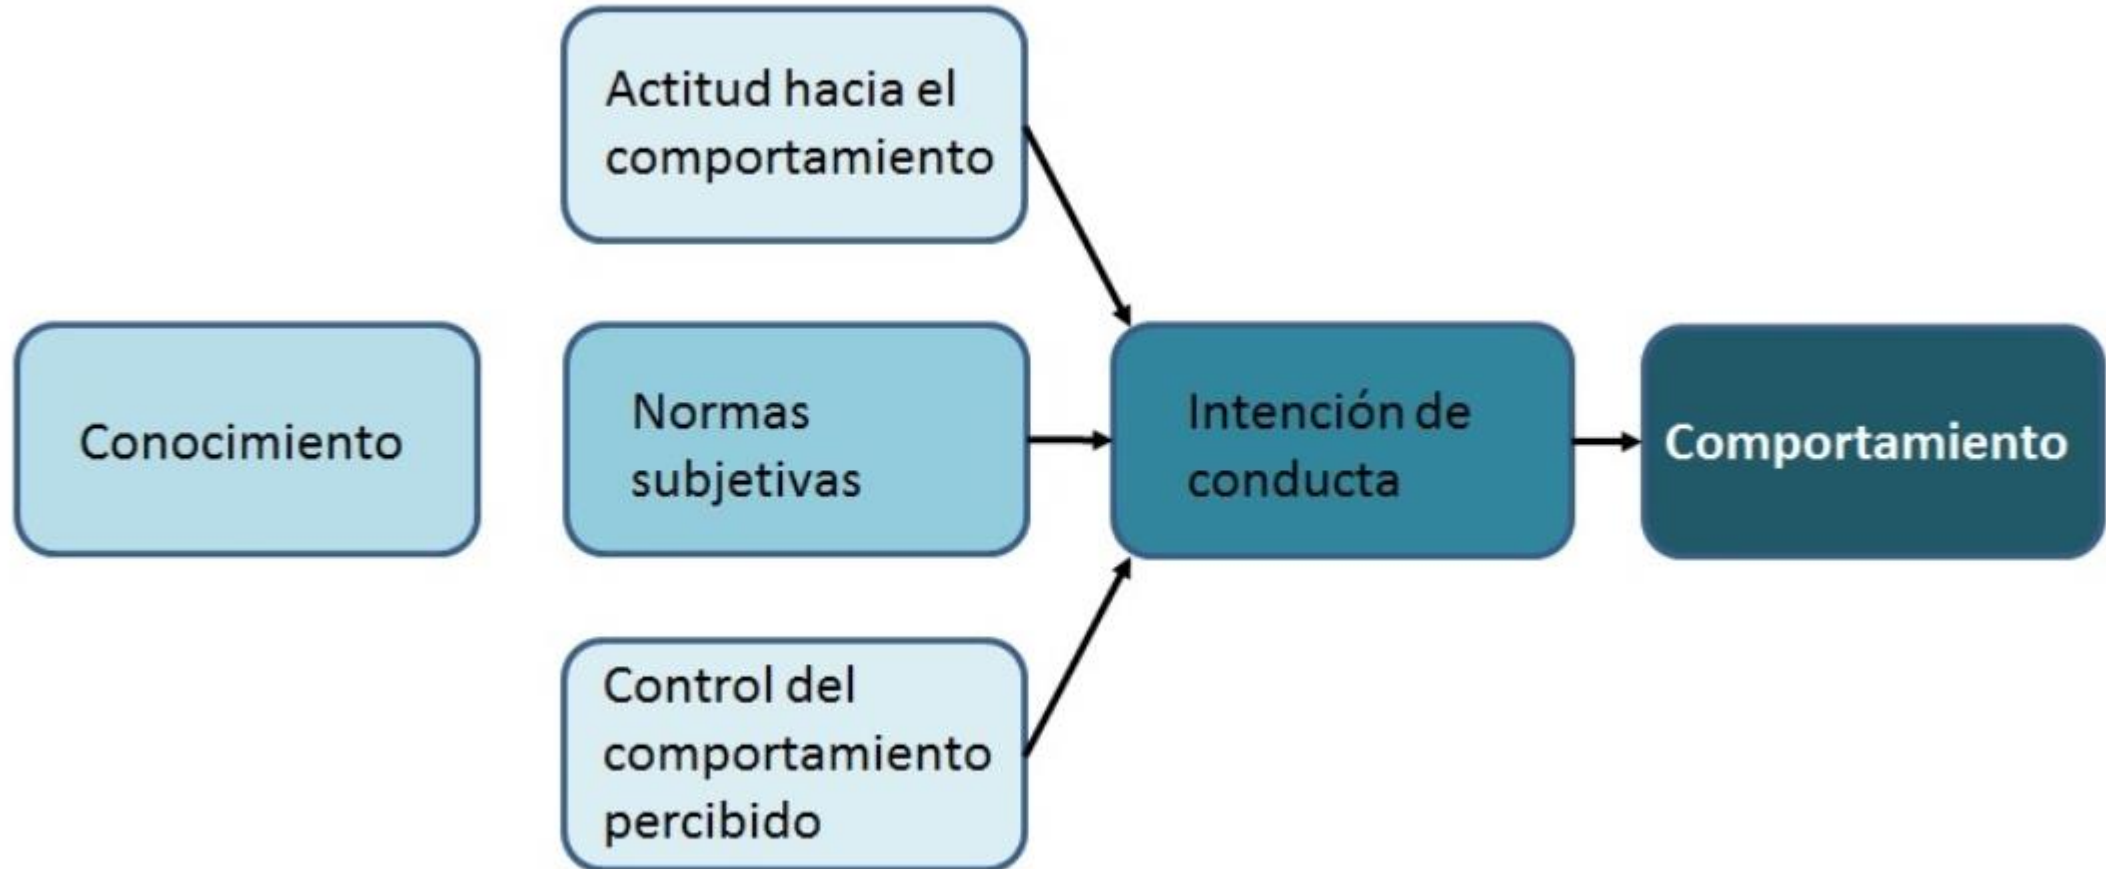 Actitud hacia el
comportamiento
Conocimiento
Normas
subjetivas
Intención de
conducta
Comportamiento
Control del
comportamiento
percibido